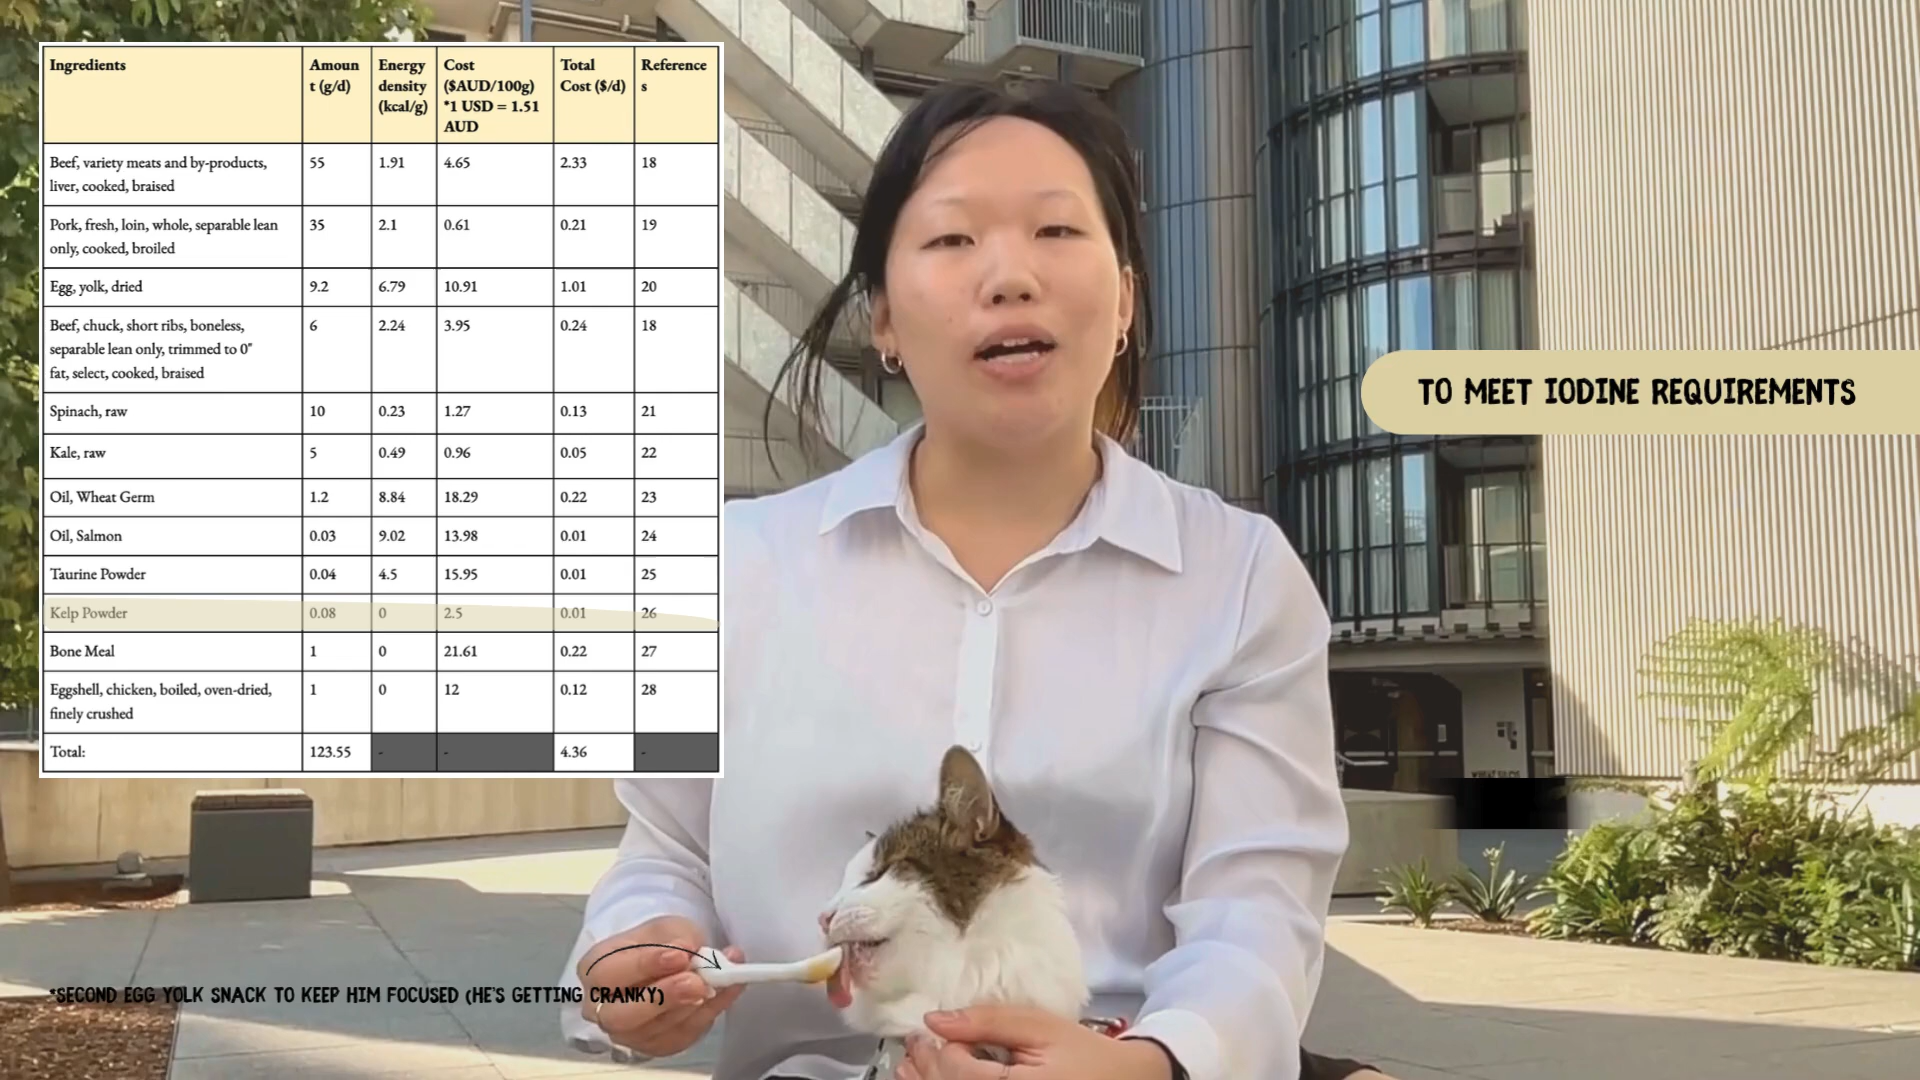 Ingredients
Amoun
t (g/d)
Energy
density
(kcal/g)
Cost
($AUD/100g)
*1 USD = 1.51
AUD
Total
Cost ($/d)
Reference
s
Beef, variety meats and by-products,
liver, cooked, braised
55 1.91 4.65 2.33 18
Pork, fresh, loin, whole, separable lean
only, cooked, broiled
35 2.1 0.61 0.21 19
Egg, yolk, dried 9.2 6.79 10.91 1.01 20
Beef, chuck, short ribs, boneless,
separable lean only, trimmed to 0"
fat, select, cooked, braised
6 2.24 3.95 0.24 18
Spinach, raw 10 0.23 1.27 0.13 21
Kale, raw 5 0.49 0.96 0.05 22
Oil, Wheat Germ 1.2 8.84 18.29 0.22 23
Oil, Salmon 0.03 9.02 13.98 0.01 24
Taurine Powder 0.04 4.5 15.95 0.01 25
Kelp Powder 0.08 0 2.5 0.01 26
Bone Meal 1 0 21.61 0.22 27
Eggshell, chicken, boiled, oven-dried,
finely crushed
1 0 12 0.12 28
Total: 123.55 - - 4.36 -
TO MEET IODINE REQUIREMENTS
*SECOND EGG YOLK SNACK TO KEEP HIM FOCUSED (HE'S GETTING CRANKY)